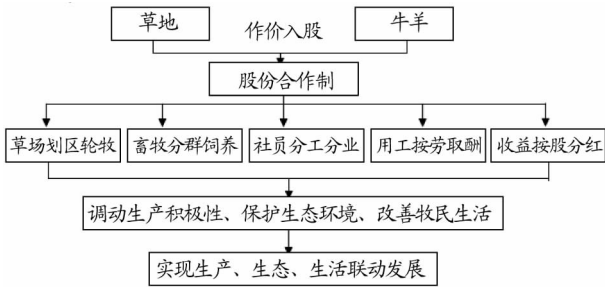 草地
作价入股
牛羊
股份合作制
草场划区轮牧
畜牧分群饲养
社员分工分业
用工按劳取酬
收益按股分红
调动生产积极性、保护生态环境、改善牧民生活
实现生产、生态、生活联动发展